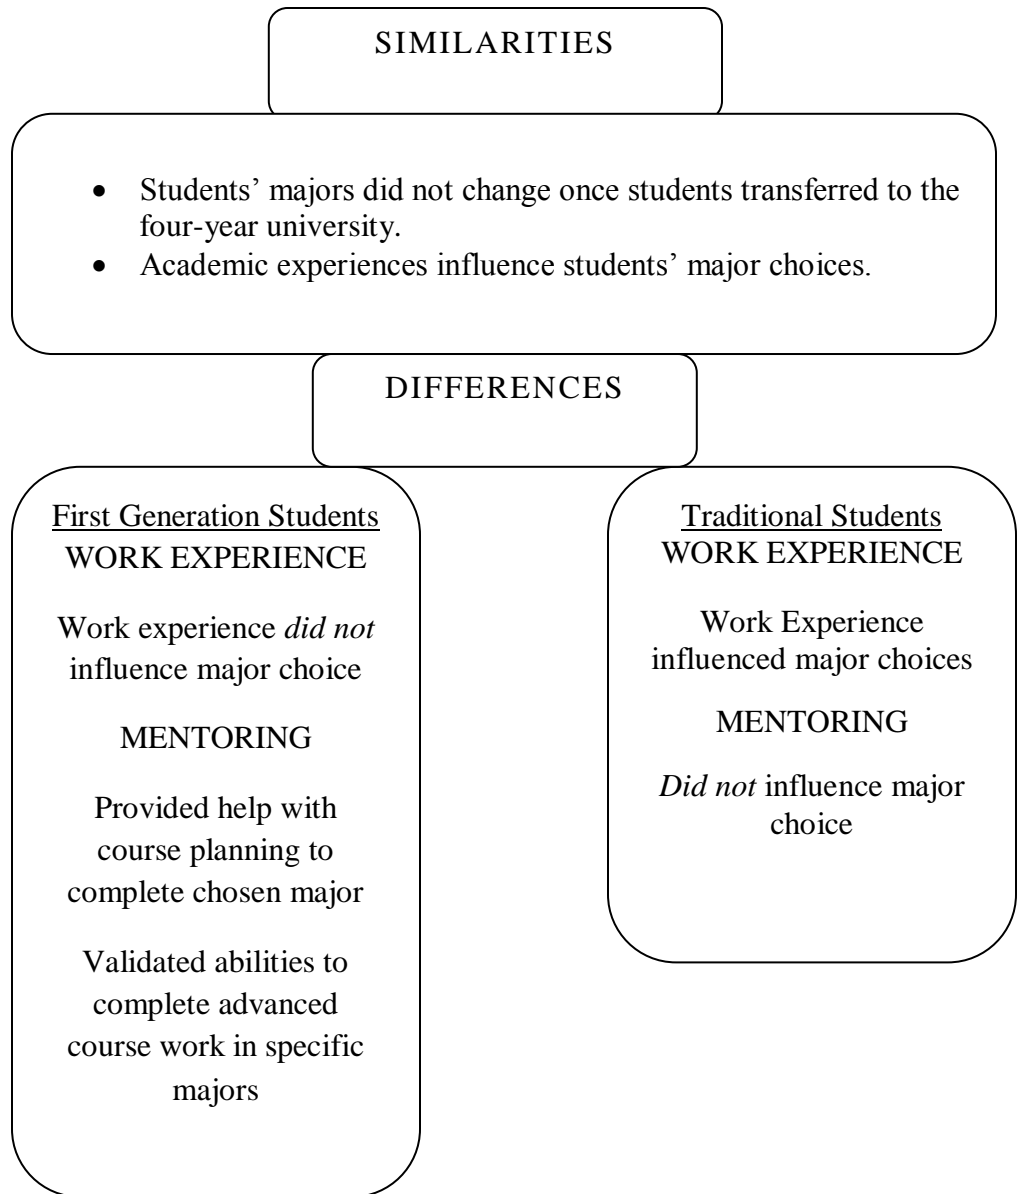 SIMILARITIES
• Students’ majors did not change once students transferred to the
four-year university.
• Academic experiences influence students’ major choices.
DIFFERENCES
First Generation Students
WORK EXPERIENCE
Work experience did not
influence major choice
MENTORING
Provided help with
course planning to
complete chosen major
Validated abilities to
complete advanced
course work in specific
majors
Traditional Students
WORK EXPERIENCE
Work Experience
influenced major choices
MENTORING
Did not influence major
choice